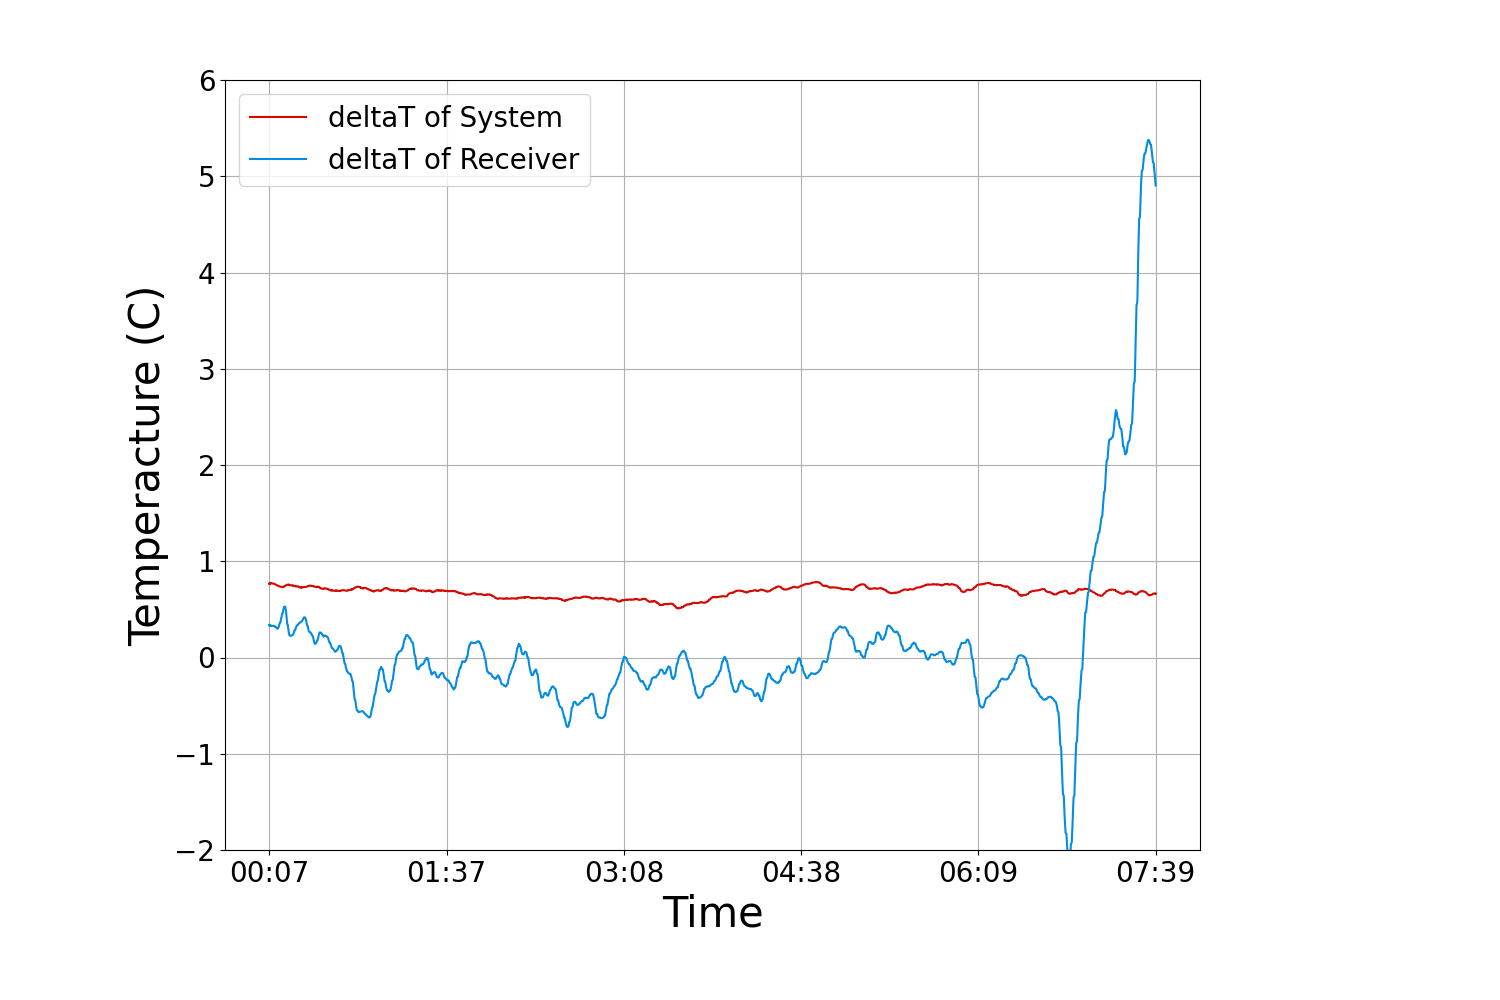 deltaT of System
deltaT of Receiver
6
5
4
3
2
1
0
−1
−2
Temperacture (C)
00:07 01:37 03:08 04:38 06:09 07:39
Time